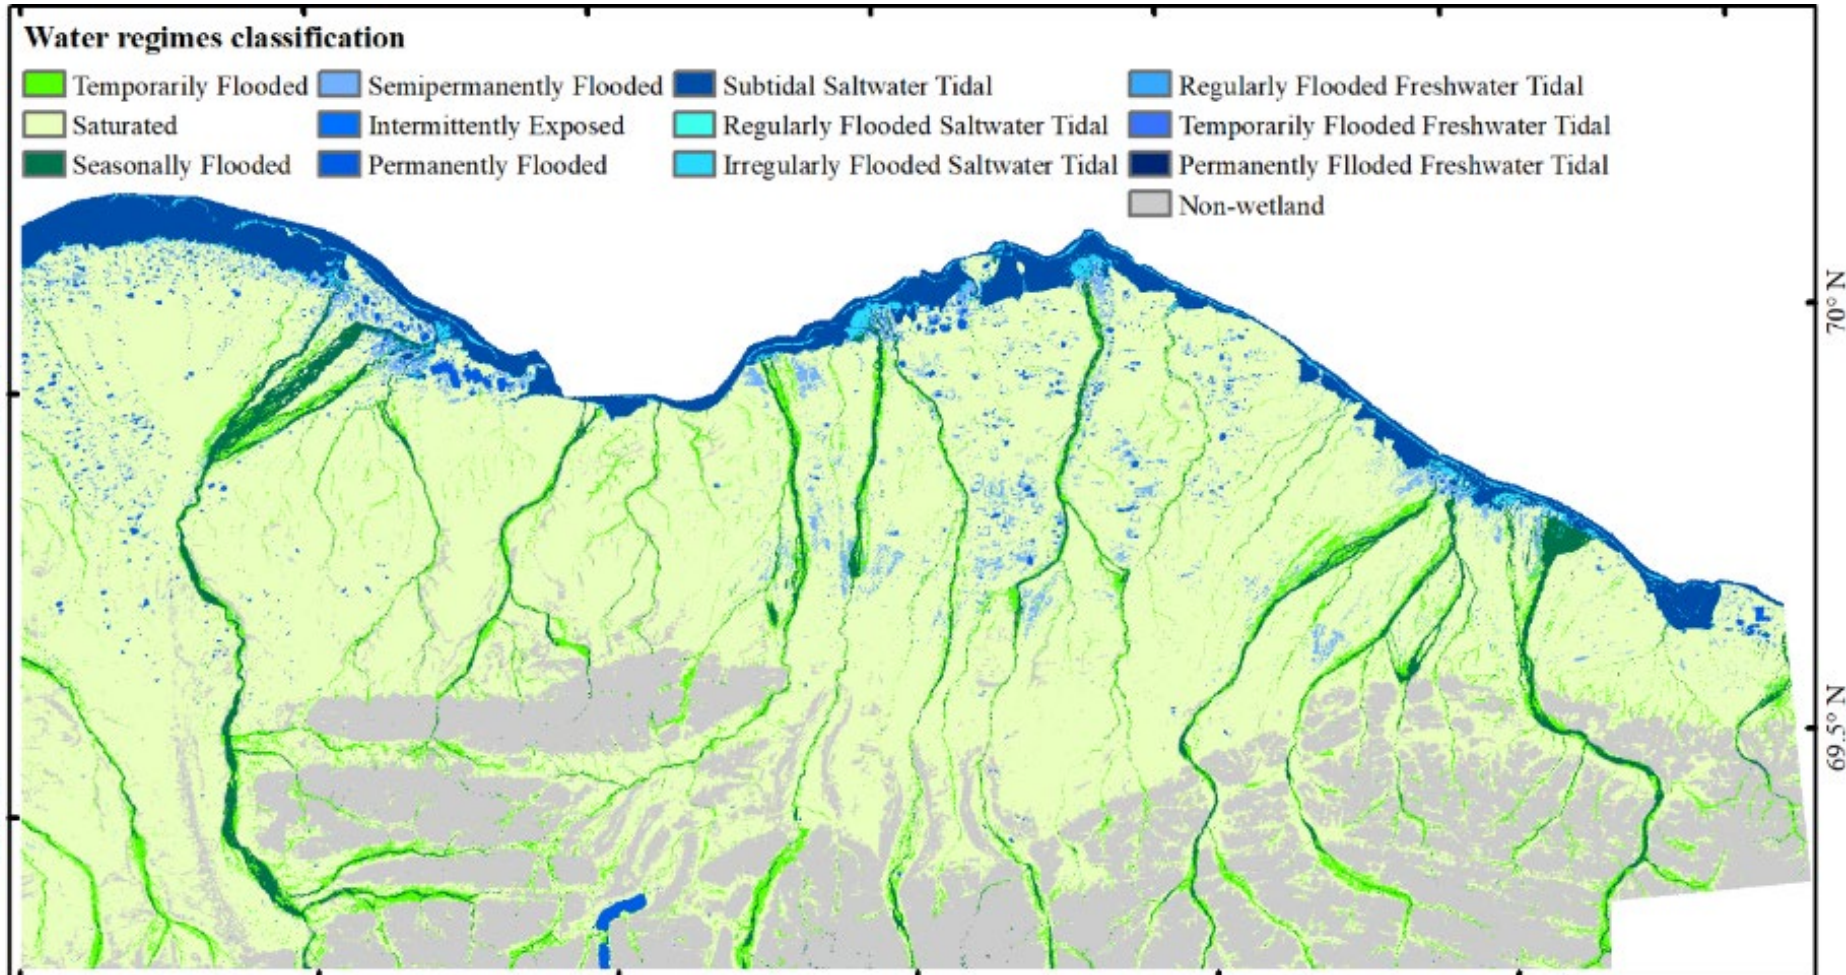 Water regimes classification
Temporarily Flooded
Saturated
Seasonally Flooded
Semipermanently Flooded
Intermittently Exposed
Permanently Flooded
Subtidal Saltwater Tidal
Regularly Flooded Saltwater Tidal
Irregularly Flooded Saltwater Tidal
Regularly Flooded Freshwater Tidal
Temporarily Flooded Freshwater Tidal
Permanently Fllooded Freshwater Tidal
Non-wetland
70° N
69.5° N